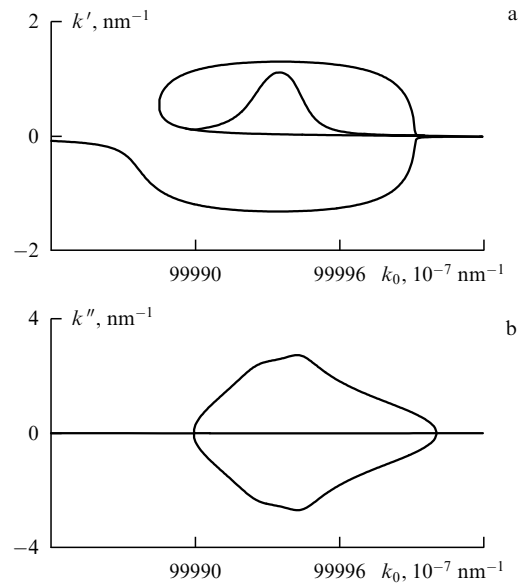 a
2
k′, nm⁻¹
0
−2
99990
99996
k₀, 10⁻⁷ nm⁻¹
b
4
k″, nm⁻¹
0
−4
99990
99996
k₀, 10⁻⁷ nm⁻¹